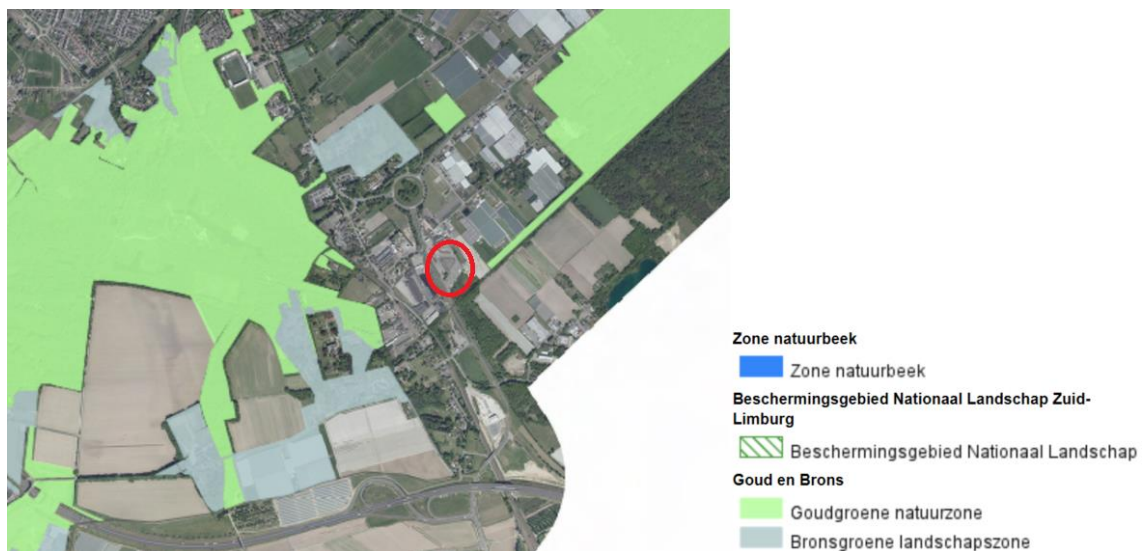 Zone natuurbeek
Zone natuurbeek
Beschermingsgebied Nationaal Landschap Zuid-
Limburg
Beschermingsgebied Nationaal Landschap
Goud en Brons
Goudgroene natuurzone
Bronsgroene landschapszone